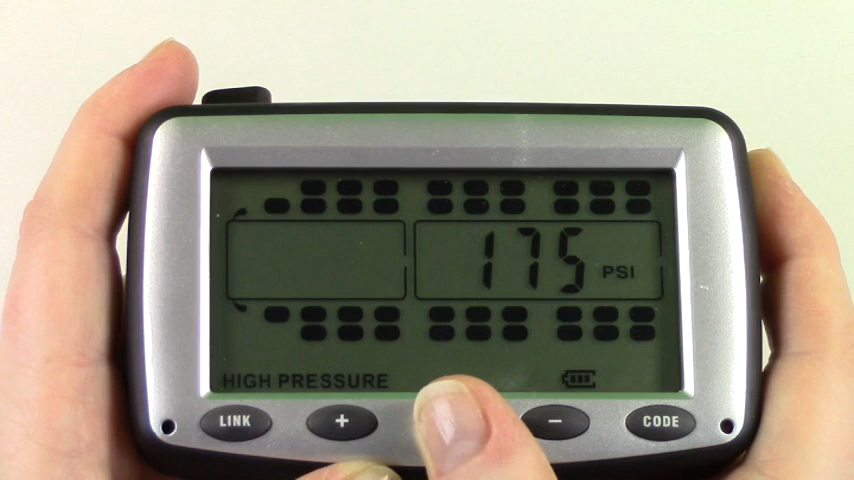 175 PSI
HIGH PRESSURE
LINK + − CODE